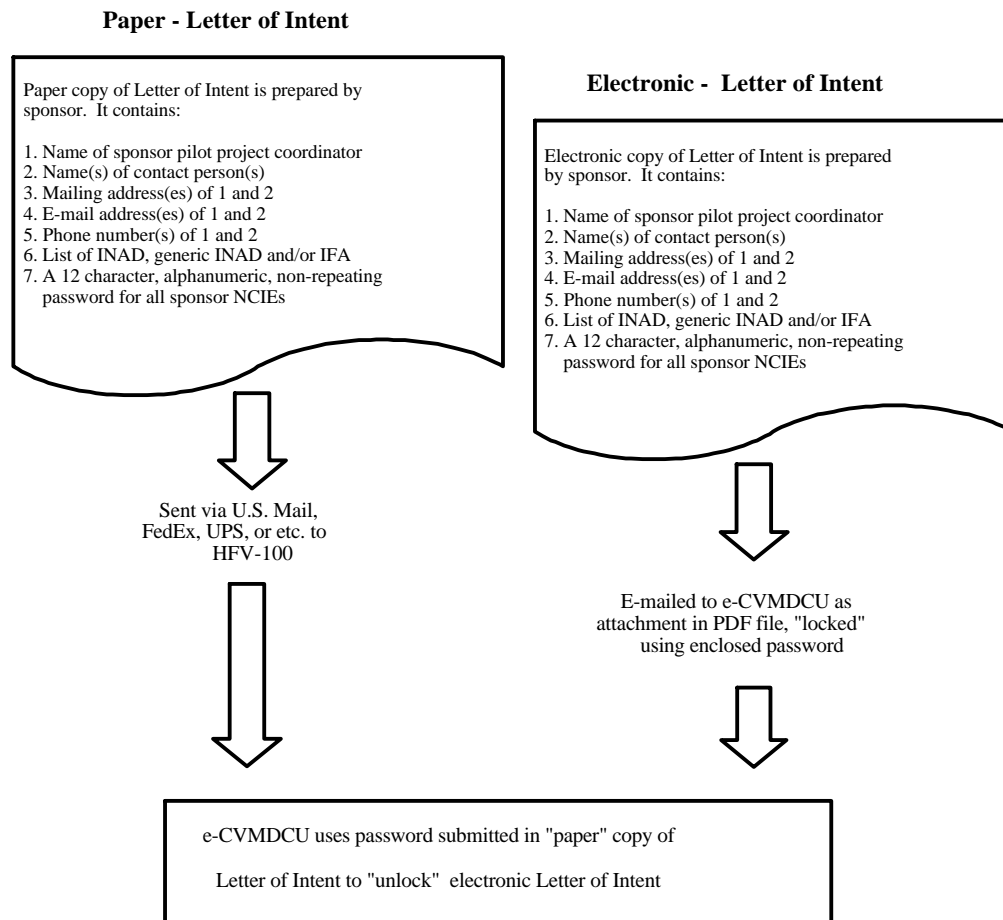 Paper - Letter of Intent
Paper copy of Letter of Intent is prepared by
sponsor. It contains:
1. Name of sponsor pilot project coordinator
2. Name(s) of contact person(s)
3. Mailing address(es) of 1 and 2
4. E-mail address(es) of 1 and 2
5. Phone number(s) of 1 and 2
6. List of INAD, generic INAD and/or IFA
7. A 12 character, alphanumeric, non-repeating
password for all sponsor NCIEs
Sent via U.S. Mail,
FedEx, UPS, or etc. to
HFV-100
Electronic - Letter of Intent
Electronic copy of Letter of Intent is prepared
by sponsor. It contains:
1. Name of sponsor pilot project coordinator
2. Name(s) of contact person(s)
3. Mailing address(es) of 1 and 2
4. E-mail address(es) of 1 and 2
5. Phone number(s) of 1 and 2
6. List of INAD, generic INAD and/or IFA
7. A 12 character, alphanumeric, non-repeating
password for all sponsor NCIEs
E-mailed to e-CVMDCU as
attachment in PDF file, "locked"
using enclosed password
e-CVMDCU uses password submitted in "paper" copy of
Letter of Intent to "unlock" electronic Letter of Intent